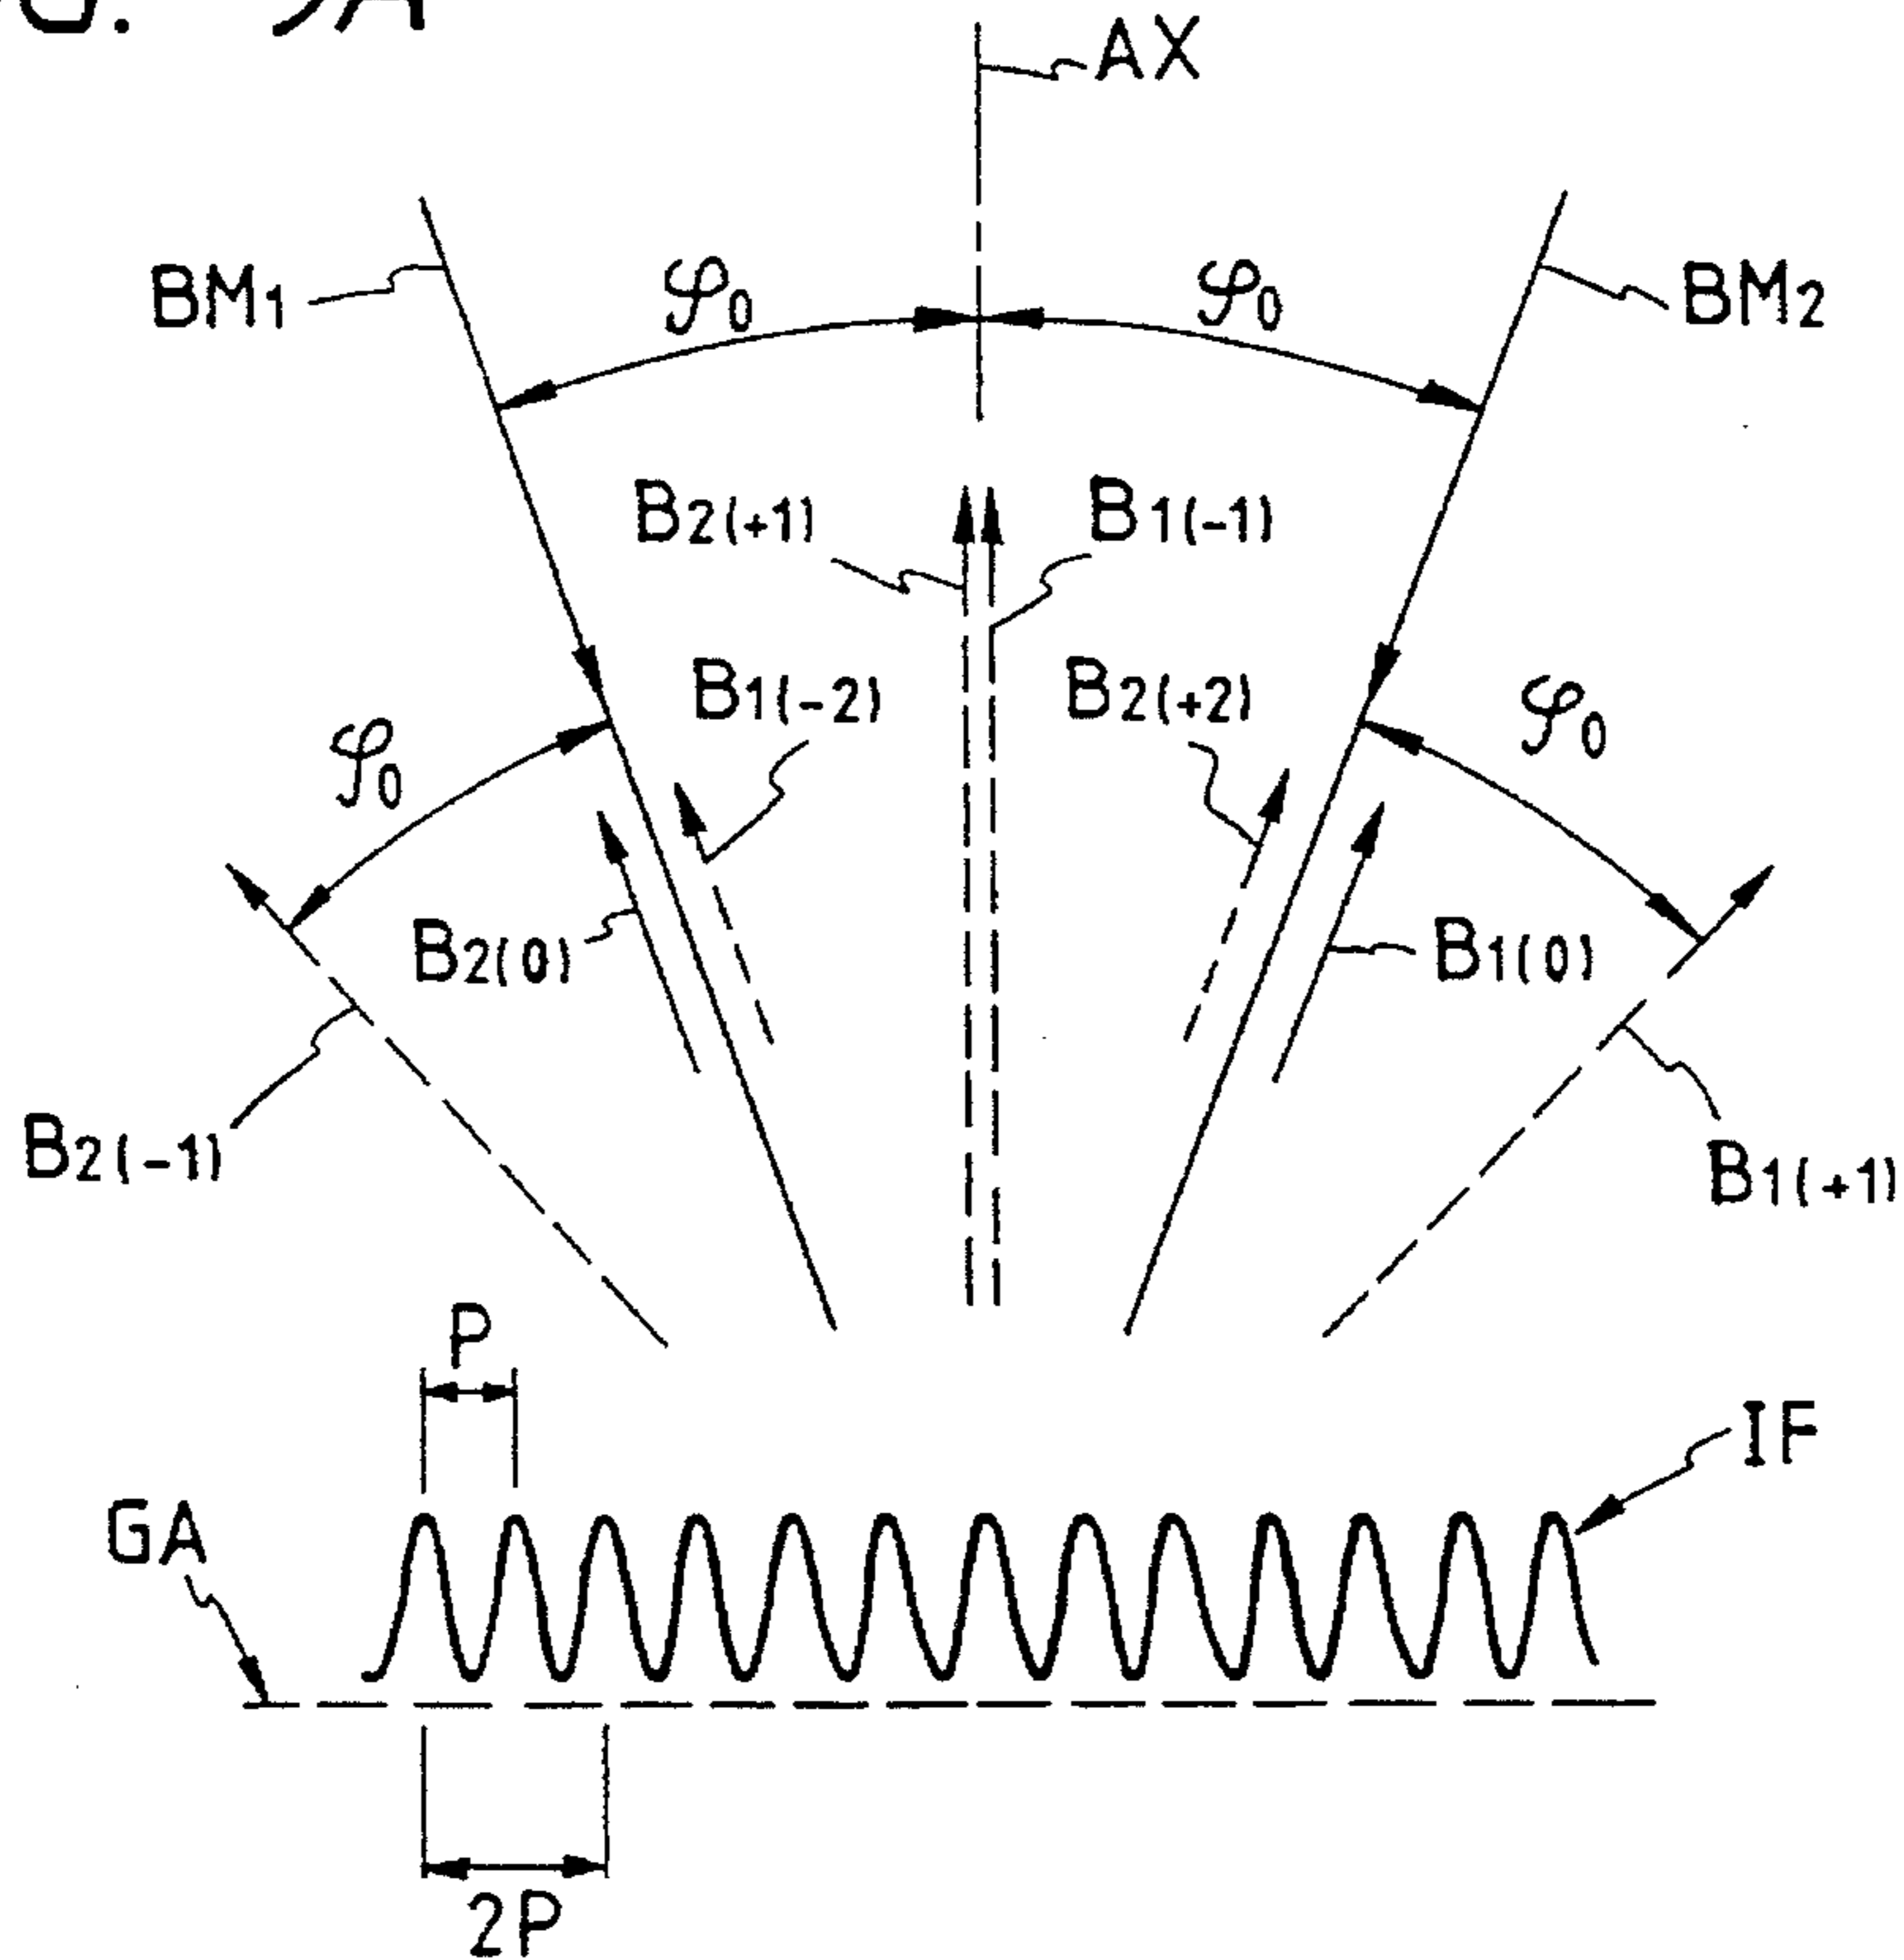 9A
AX
BM1
φ0
φ0
BM2
B2(+1)
B1(-1)
B1(-2)
B2(+2)
φ0
φ0
B2(0)
B1(0)
B2(-1)
B1(+1)
P
IF
GA
2P